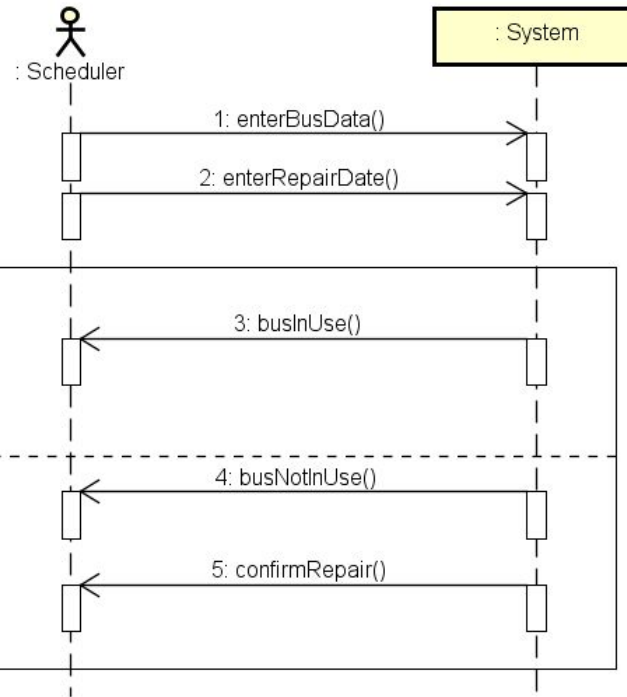 : Scheduler
: System
1: enterBusData()
2: enterRepairDate()
3: busInUse()
4: busNotInUse()
5: confirmRepair()